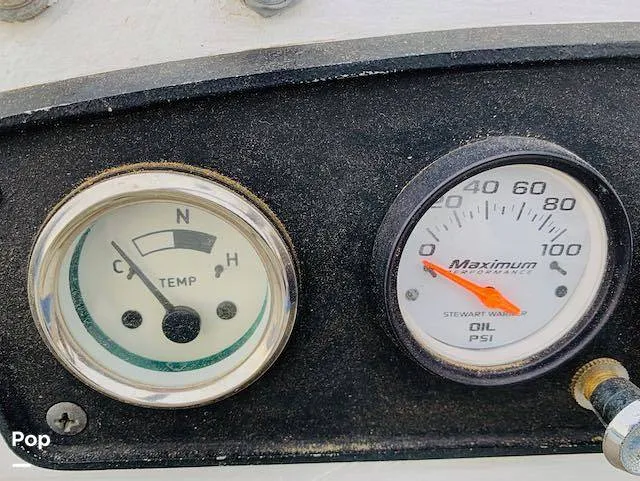 N
C
H
TEMP
20 40 60 80
0 100
Maximum
PERFORMANCE
STEWART WARNER
OIL
PSI
Pop